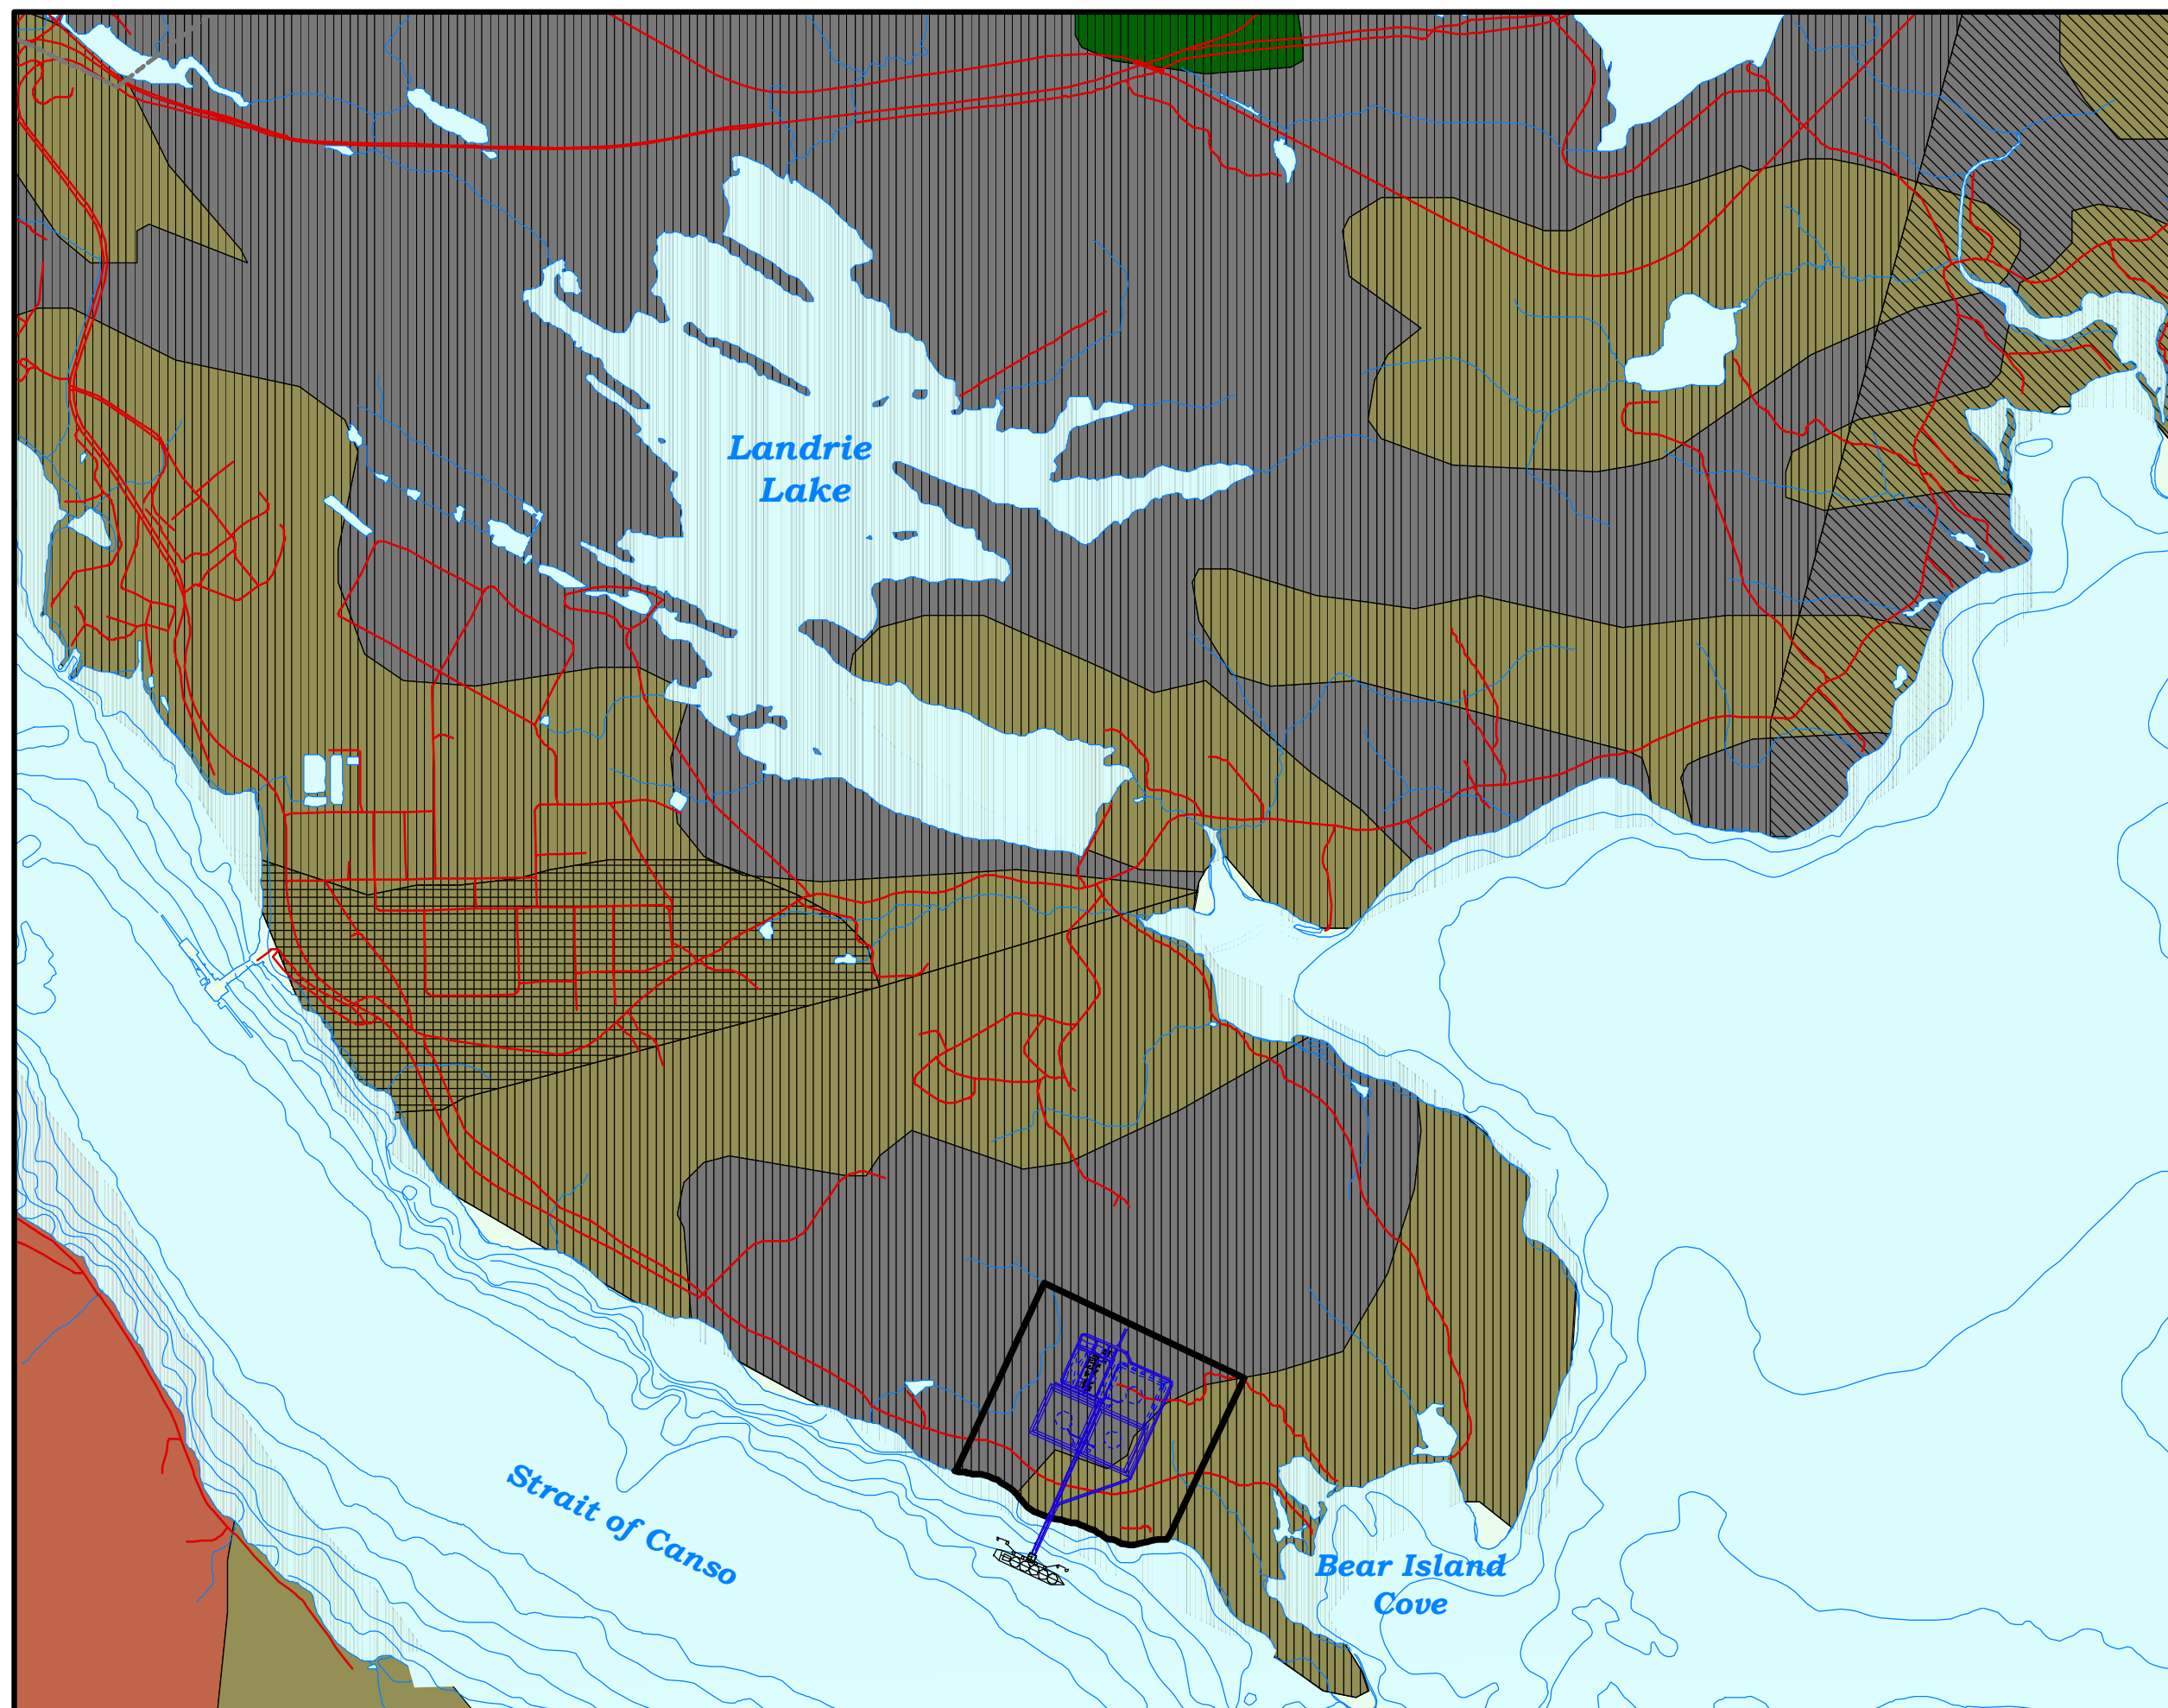 Landrie
Lake
Strait of Canso
Bear Island
Cove